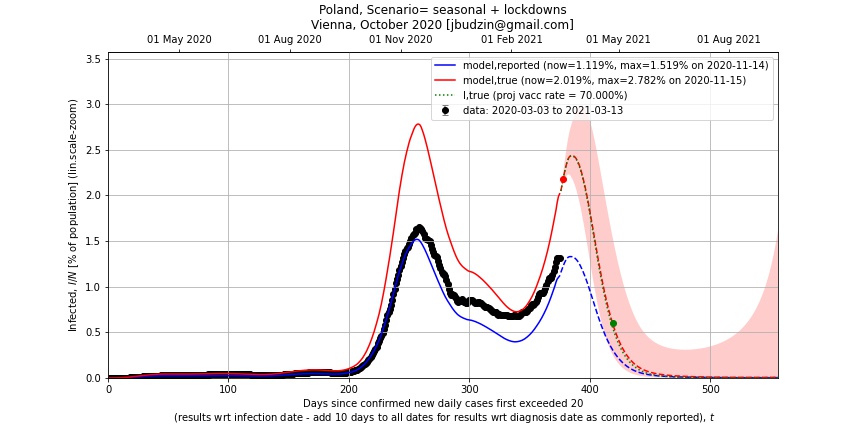 Poland, Scenario= seasonal + lockdowns
Vienna, October 2020 [jbudzin@gmail.com]
01 May 2020 01 Aug 2020 01 Nov 2020 01 Feb 2021 01 May 2021 01 Aug 2021
model,reported (now=1.119%, max=1.519% on 2020-11-14)
model,true (now=2.019%, max=2.782% on 2020-11-15)
I,true (proj vacc rate = 70.000%)
data: 2020-03-03 to 2021-03-13
Infected, I/N [% of population] (lin.scale-zoom)
3.5
3.0
2.5
2.0
1.5
1.0
0.5
0.0
0 100 200 300 400 500
Days since confirmed new daily cases first exceeded 20
(results wrt infection date - add 10 days to all dates for results wrt diagnosis date as commonly reported), t